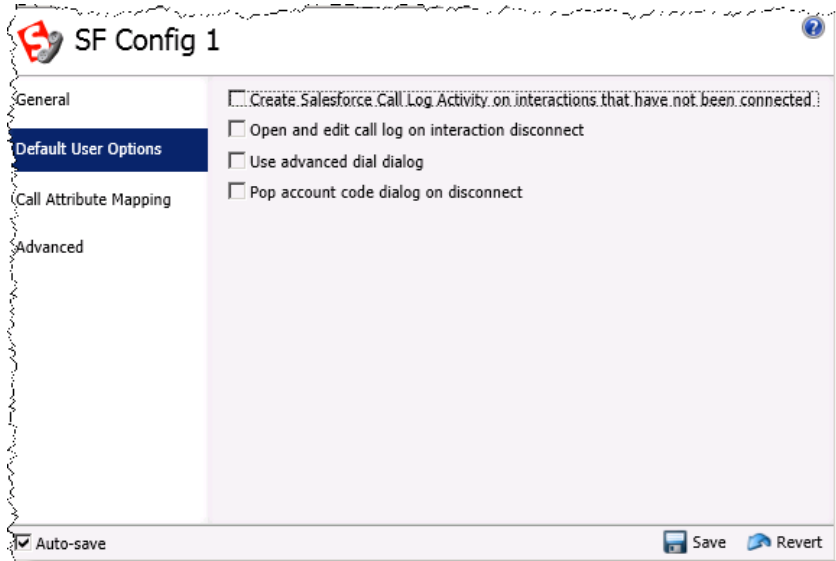 SF Config 1
General
Default User Options
Call Attribute Mapping
Advanced
Create Salesforce Call Log Activity on interactions that have not been connected
Open and edit call log on interaction disconnect
Use advanced dial dialog
Pop account code dialog on disconnect
Auto-save
Save
Revert